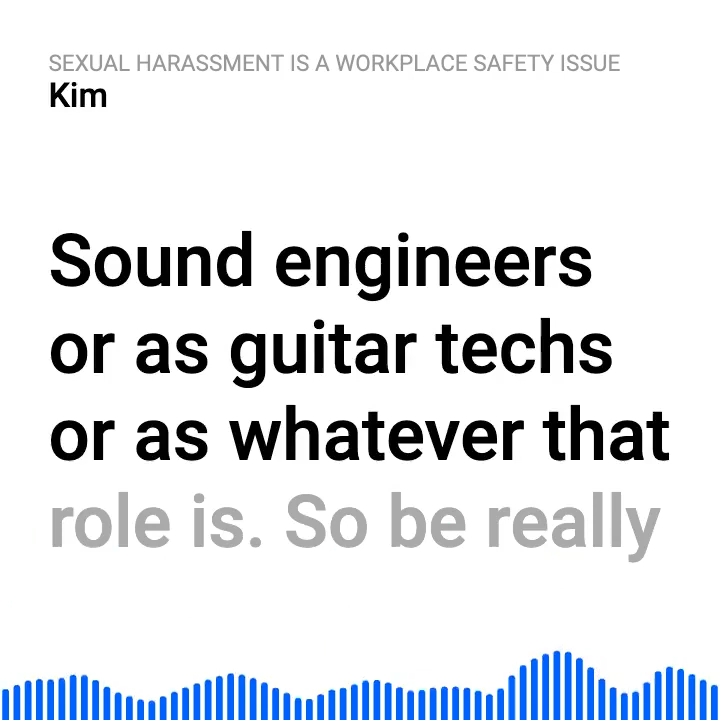 SEXUAL HARASSMENT IS A WORKPLACE SAFETY ISSUE
Kim
Sound engineers
or as guitar techs
or as whatever that
role is. So be really